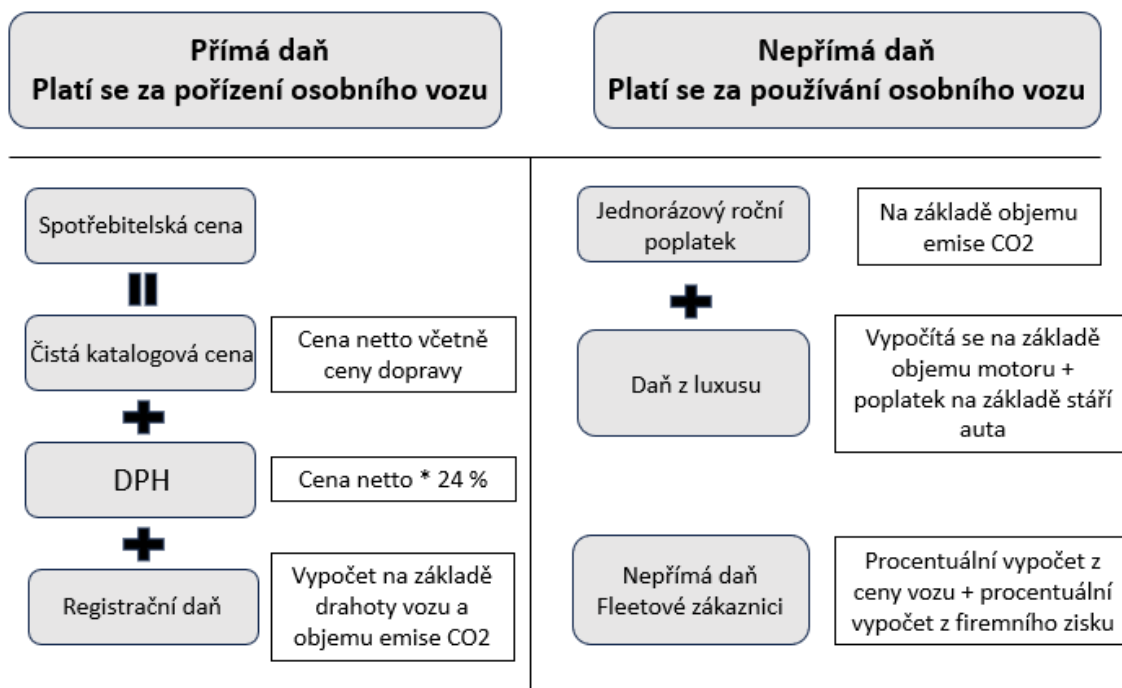 Přímá daň
Platí se za pořízení osobního vozu
Nepřímá daň
Platí se za používání osobního vozu
Spotřebitelská cena
Čistá katalogová cena
Cena netto včetně
ceny dopravy
DPH
Cena netto * 24 %
Registrační daň
Vypočet na základě
drahoty vozu a
objemu emise CO2
Jednorázový roční
poplatek
Na základě objemu
emise CO2
Daň z luxusu
Vypočítá se na základě
objemu motoru +
poplatek na základě stáří
auta
Nepřímá daň
Fleetové zákaznici
Procentuální vypočet z
ceny vozu + procentuální
vypočet z firemního zisku